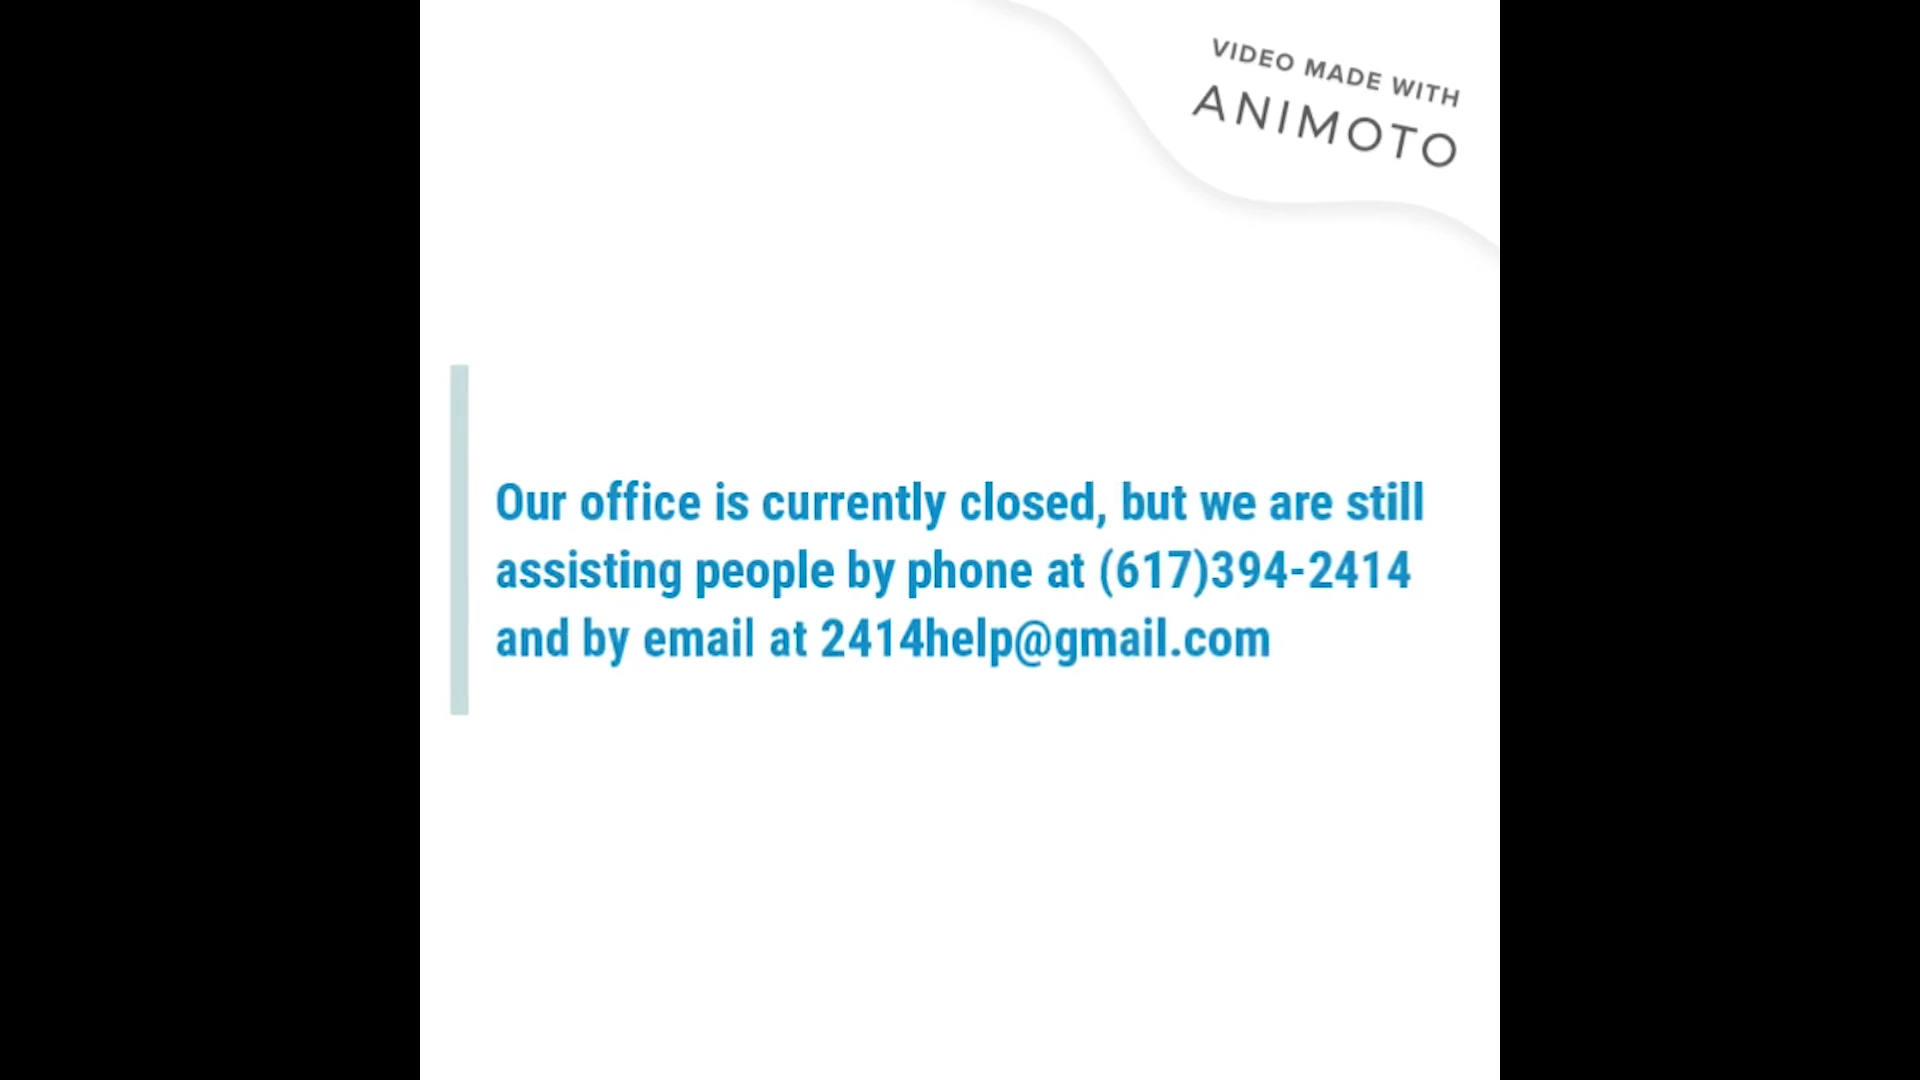 VIDEO MADE WITH
ANIMOTO
Our office is currently closed, but we are still
assisting people by phone at (617)394-2414
and by email at 2414help@gmail.com